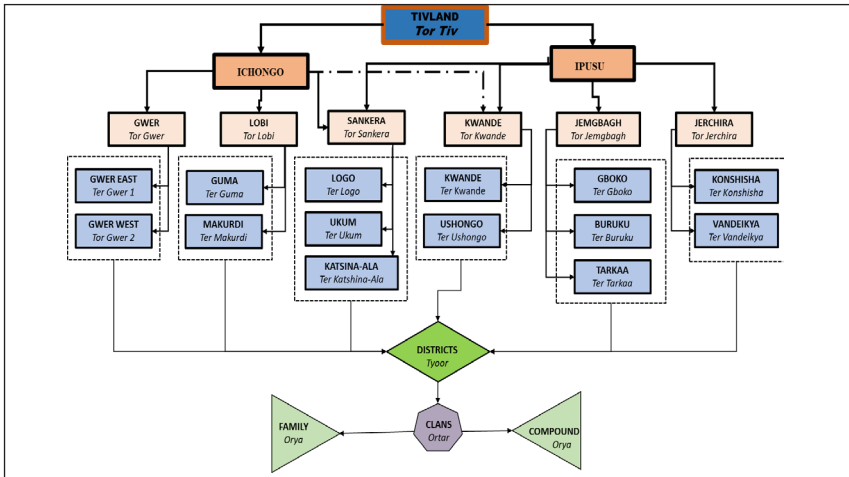 TIVLAND
Tor Tiv
ICHONGO
IPUSU
GWER
Tor Gwer
LOBI
Tor Lobi
SANKERA
Tor Sankera
KWANDE
Tor Kwande
JEMGBAGH
Tor Jemgbagh
JERCHIRA
Tor Jerchira
GWER EAST
Ter Gwer 1
GWER WEST
Tor Gwer 2
GUMA
Ter Guma
MAKURDI
Ter Makurdi
LOGO
Ter Logo
UKUM
Ter Ukum
KATSINA-ALA
Ter Katshina-Ala
KWANDE
Ter Kwande
USHONGO
Ter Ushongo
GBOKO
Ter Gboko
BURUKU
Ter Buruku
TARKAA
Ter Tarkaa
KONSHISHA
Ter Konshisha
VANDEIKYA
Ter Vandeikya
DISTRICTS
Tyoor
FAMILY
Orya
CLANS
Ortar
COMPOUND
Orya